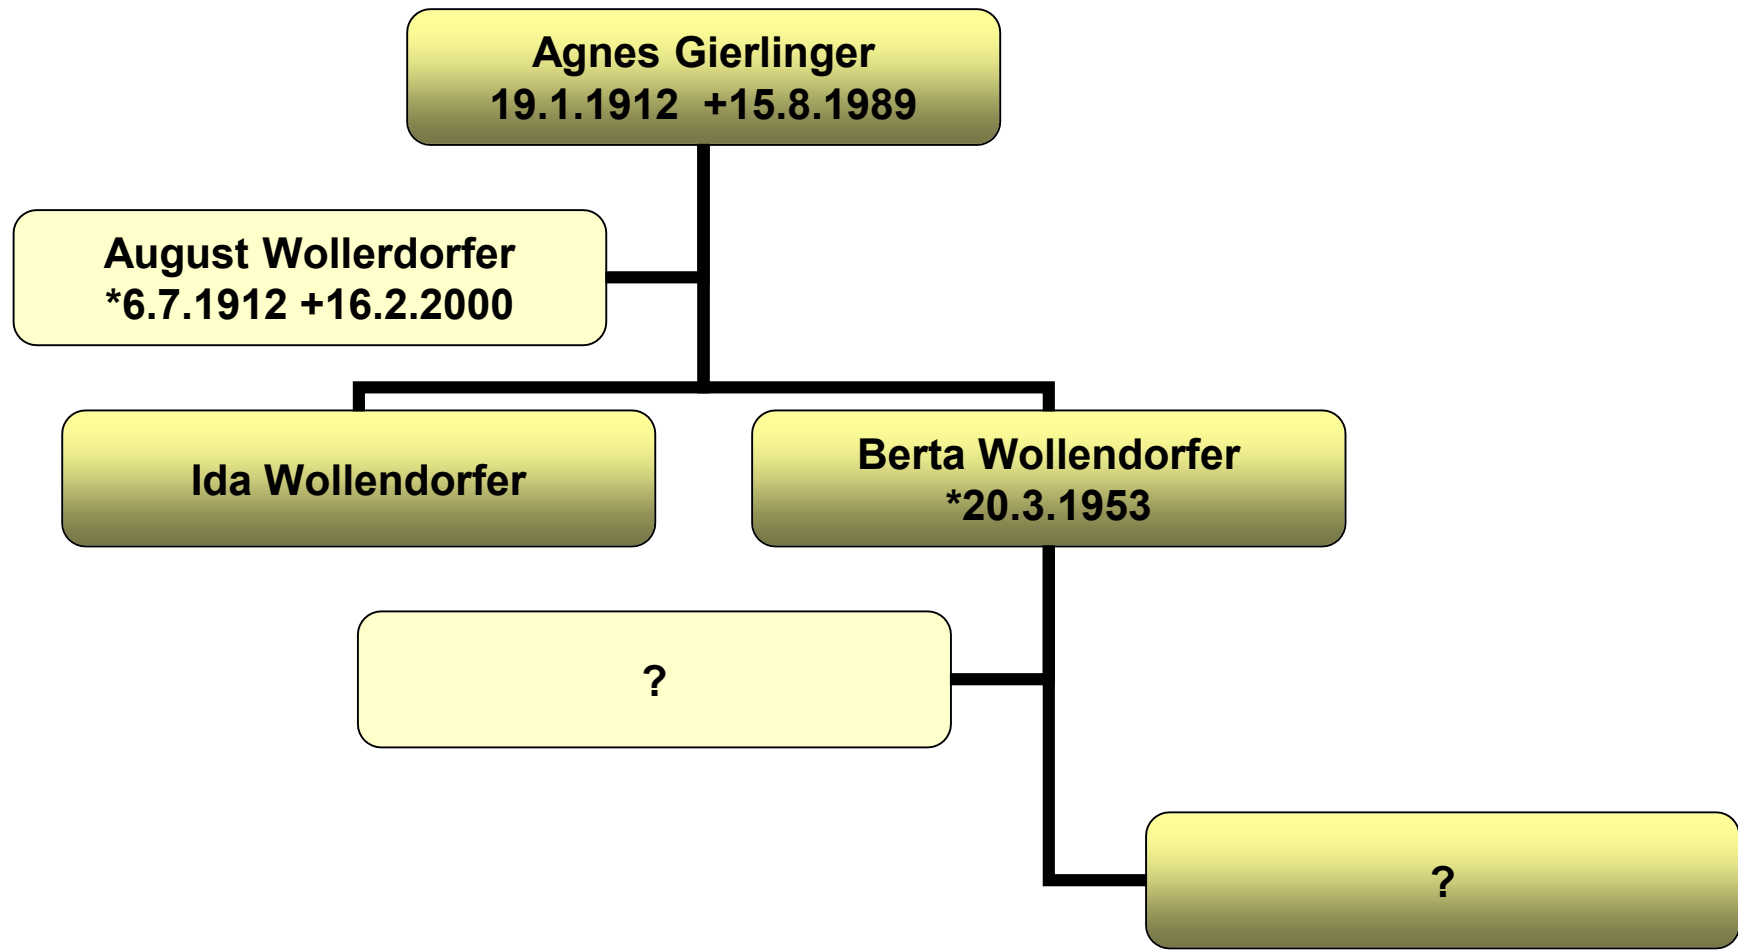 Agnes Gierlinger
19.1.1912  +15.8.1989
August Wollerdorfer
*6.7.1912 +16.2.2000
Ida Wollendorfer
Berta Wollendorfer
*20.3.1953
?
?